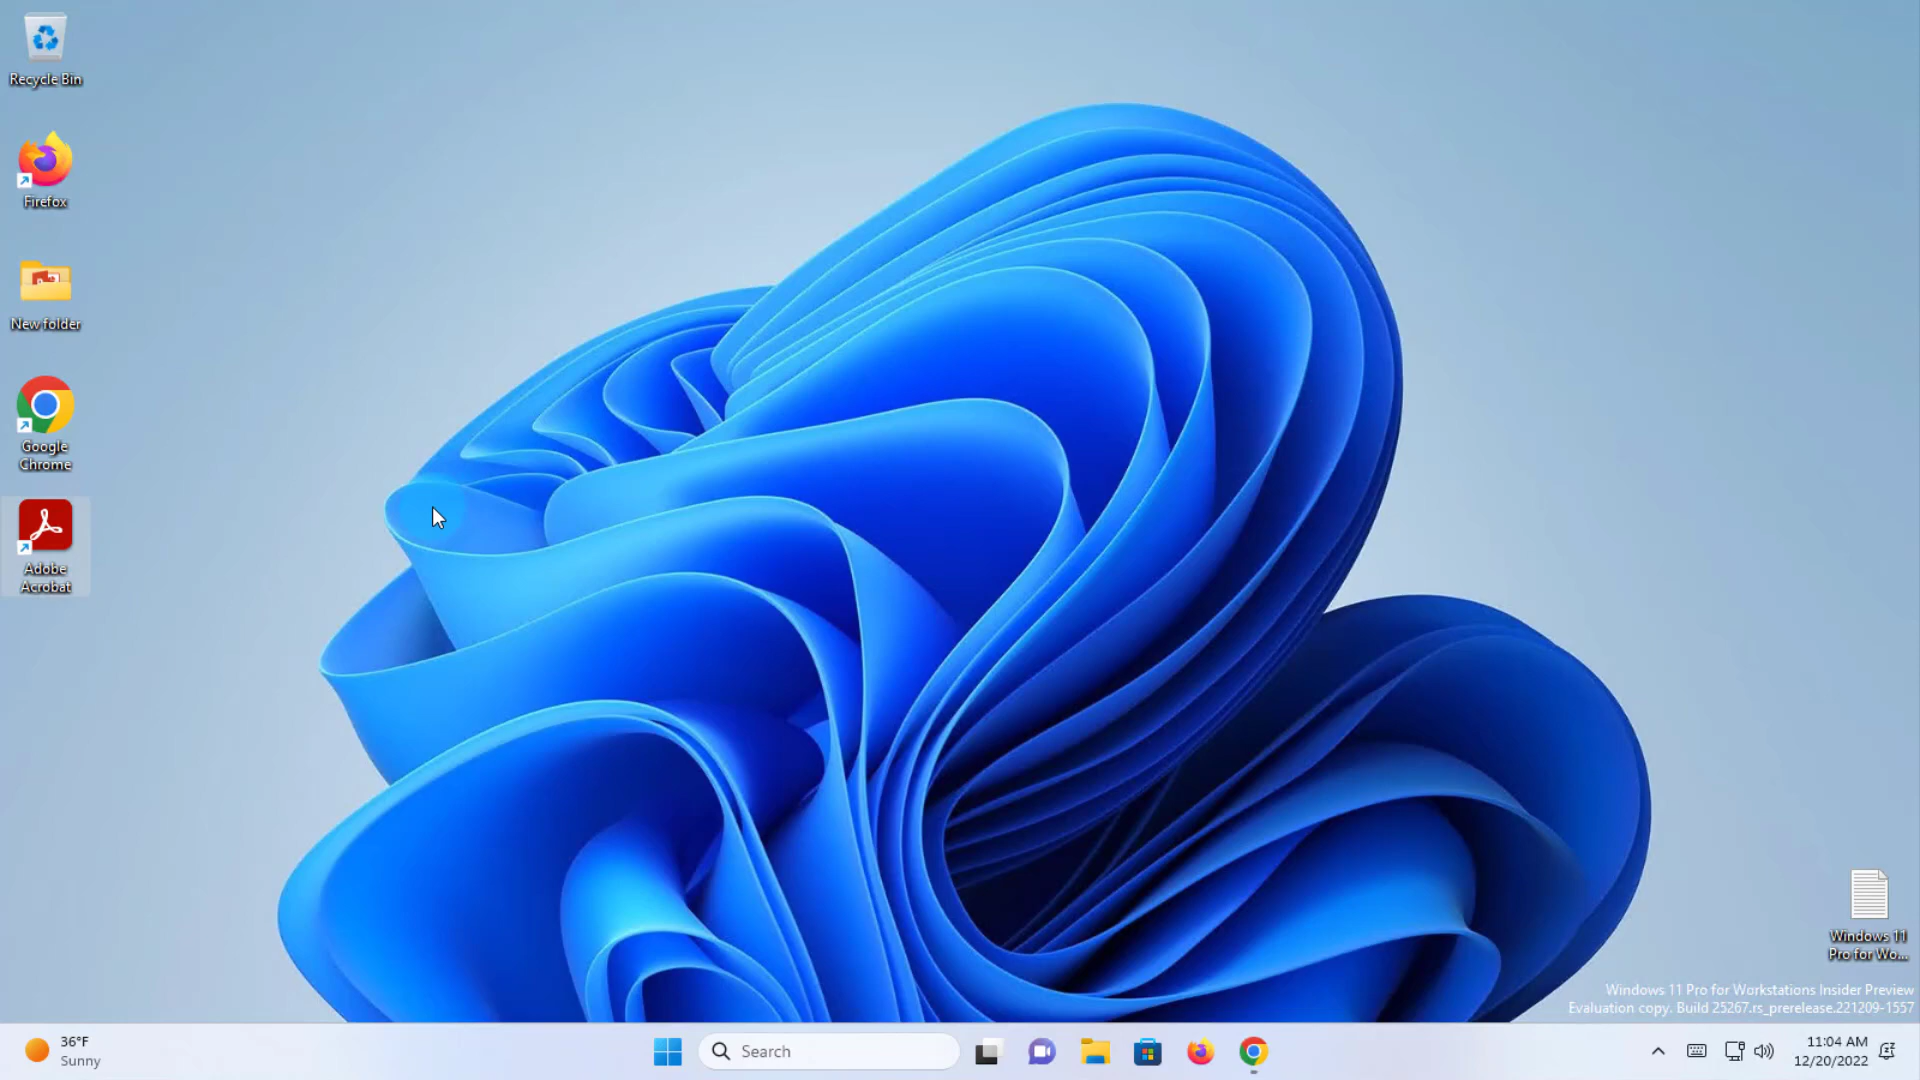 Recycle Bin
Firefox
New folder
Google
Chrome
Adobe
Acrobat
Windows 11
Pro for Wo...
Windows 11 Pro for Workstations Insider Preview
Evaluation copy. Build 25267.rs_prerelease.221209-1557
36°F
Sunny
Search
11:04 AM
12/20/2022